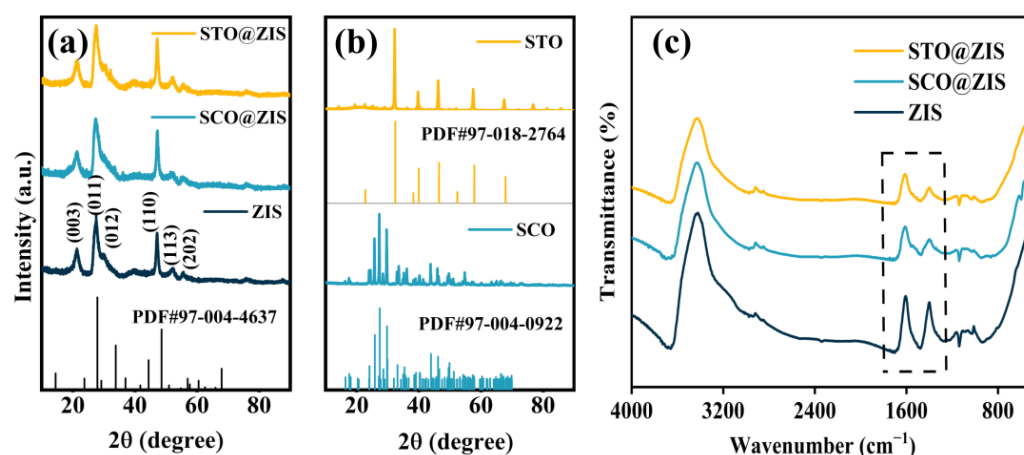 (a)
STO@ZIS
SCO@ZIS
ZIS
(003)
(011)
(012)
(110)
(113)
(202)
PDF#97-004-4637
Intensity (a.u.)
20 40 60 80
2θ (degree)
(b)
STO
PDF#97-018-2764
SCO
PDF#97-004-0922
20 40 60 80
2θ (degree)
(c)
STO@ZIS
SCO@ZIS
ZIS
Transmittance (%)
4000 3200 2400 1600 800
Wavenumber (cm⁻¹)